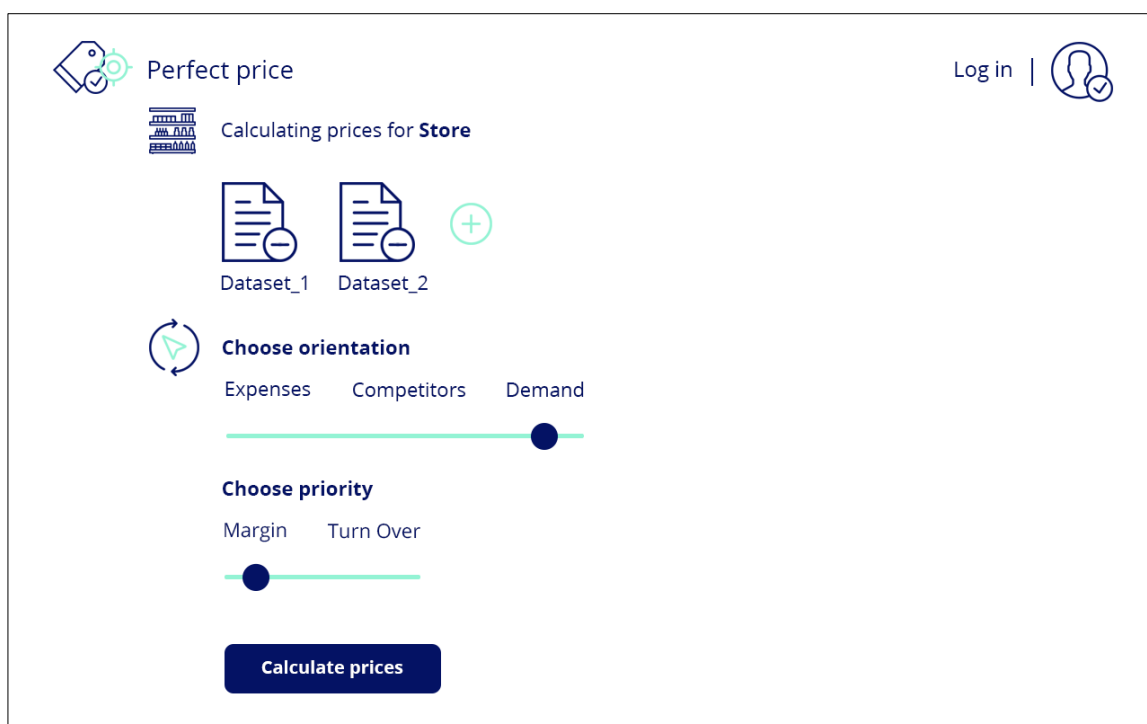 Perfect price
Log in |
Calculating prices for Store
Dataset_1 Dataset_2
Choose orientation
Expenses Competitors Demand
Choose priority
Margin Turn Over
Calculate prices